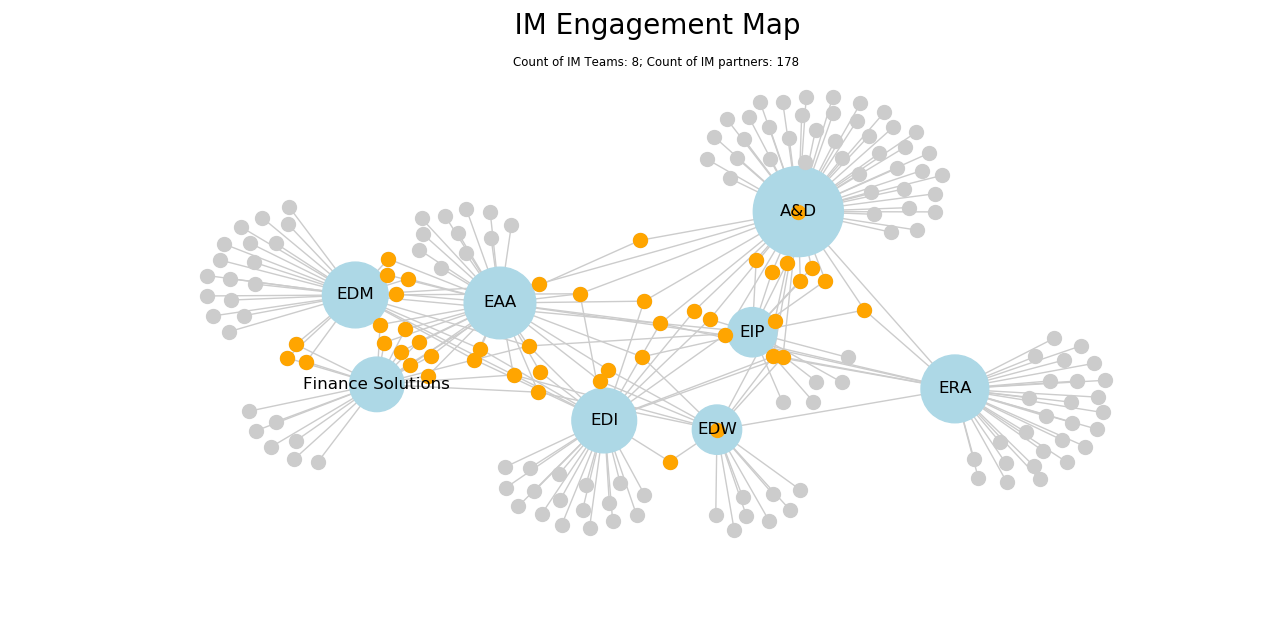 IM Engagement Map
Count of IM Teams: 8; Count of IM partners: 178
A&D
EDM
EAA
EIP
Finance Solutions
ERA
EDI
EDW